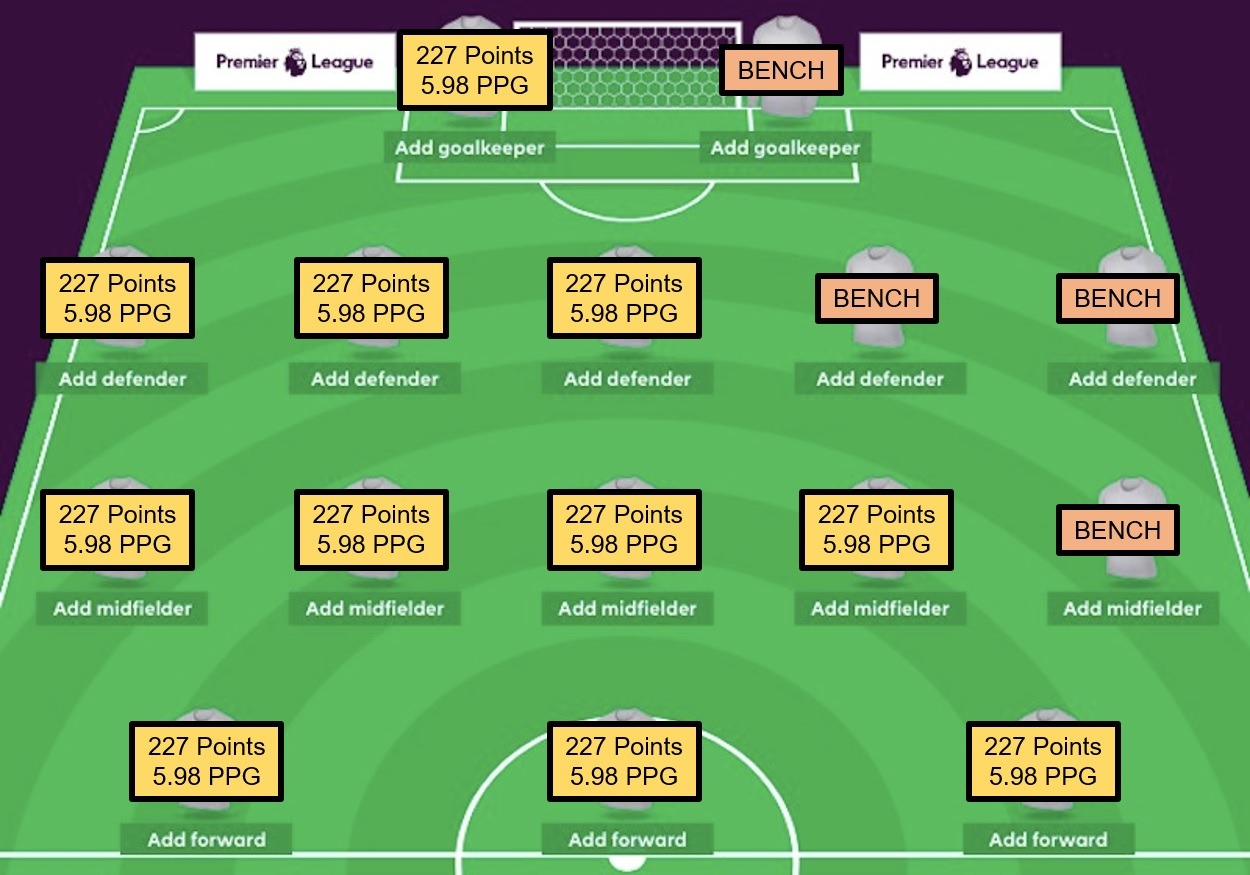 Premier League
227 Points
5.98 PPG
BENCH
Premier League
Add goalkeeper
Add goalkeeper
227 Points
5.98 PPG
227 Points
5.98 PPG
227 Points
5.98 PPG
BENCH
BENCH
Add defender
Add defender
Add defender
Add defender
Add defender
227 Points
5.98 PPG
227 Points
5.98 PPG
227 Points
5.98 PPG
227 Points
5.98 PPG
BENCH
Add midfielder
Add midfielder
Add midfielder
Add midfielder
Add midfielder
227 Points
5.98 PPG
227 Points
5.98 PPG
227 Points
5.98 PPG
Add forward
Add forward
Add forward